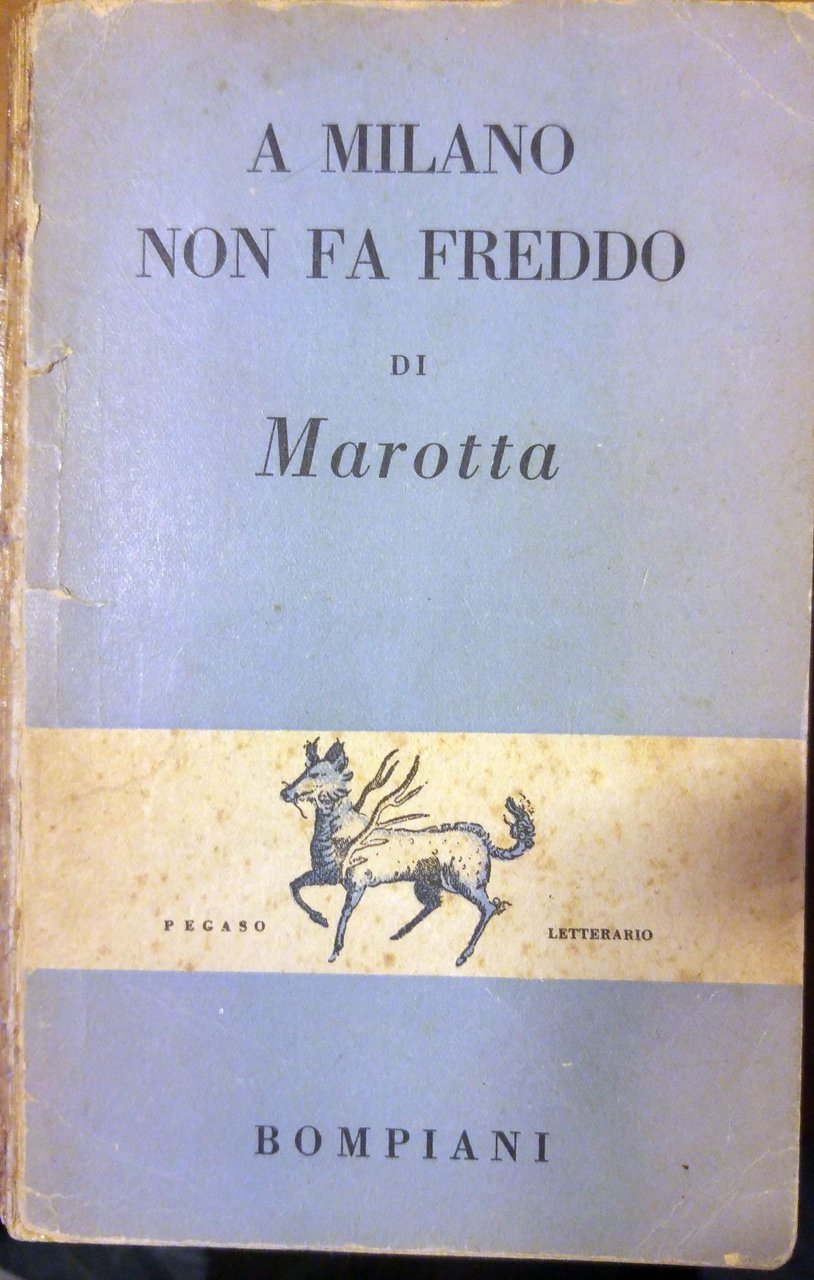 A MILANO
NON FA FREDDO
DI
Marotta
PEGASO LETTERARIO
BOMPIANI